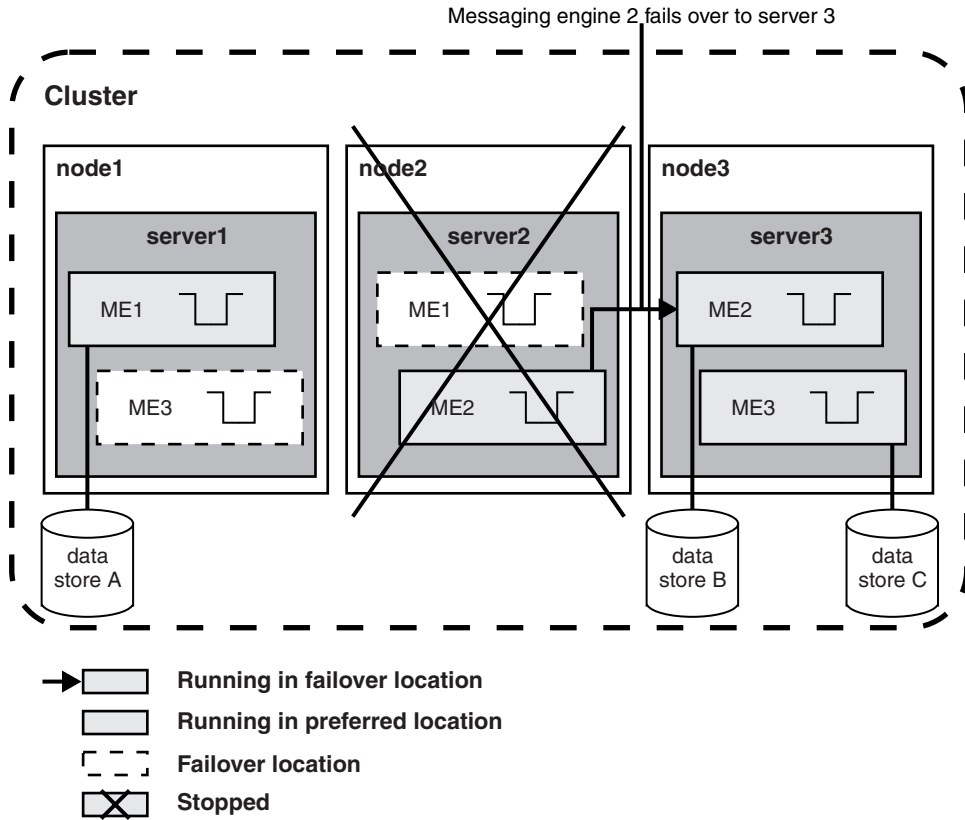 Messaging engine 2 fails over to server 3
Cluster
node1
server1
ME1
ME3
node2
server2
ME1
ME2
node3
server3
ME2
ME3
data
store A
data
store B
data
store C
Running in failover location
Running in preferred location
Failover location
Stopped